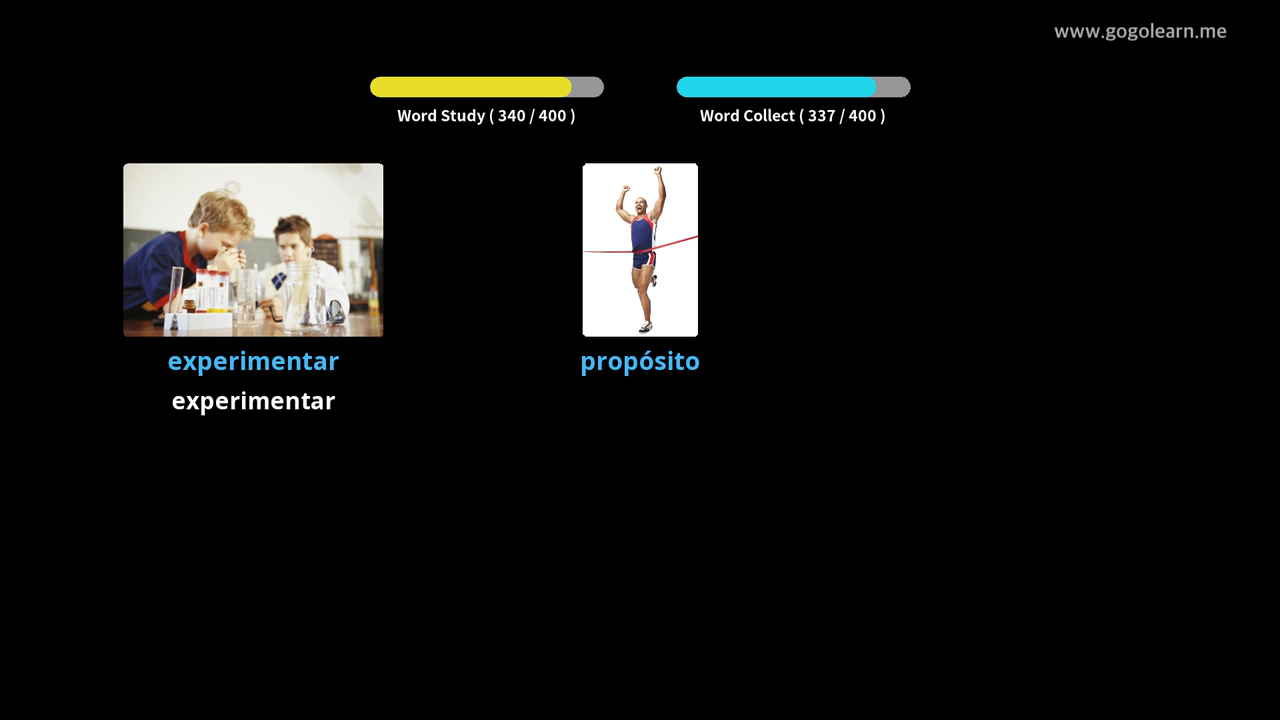 www.gogolearn.me
Word Study ( 340 / 400 )
Word Collect ( 337 / 400 )
experimentar
propósito
experimentar